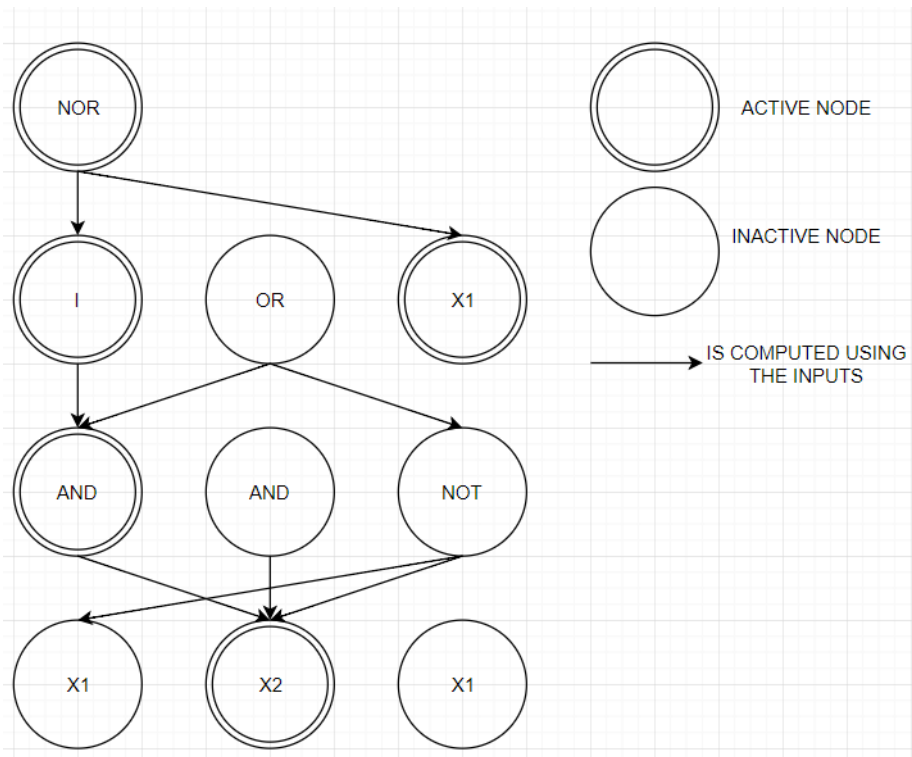 NOR
ACTIVE NODE
INACTIVE NODE
I
OR
X1
IS COMPUTED USING
THE INPUTS
AND
AND
NOT
X1
X2
X1